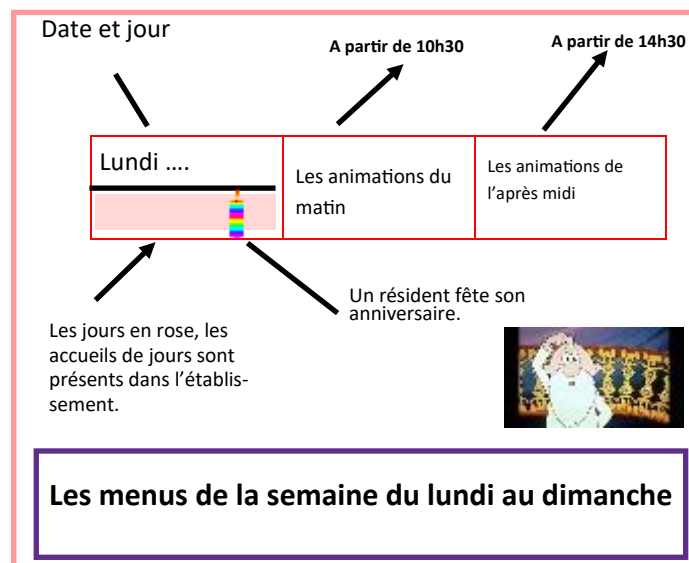 Date et jour
A partir de 10h30
A partir de 14h30
Lundi ....
Les animations du
matin
Les animations de
l'après midi
Un résident fête son
anniversaire.
Les jours en rose, les
accueils de jours sont
présents dans l'établis-
sement.
Les menus de la semaine du lundi au dimanche